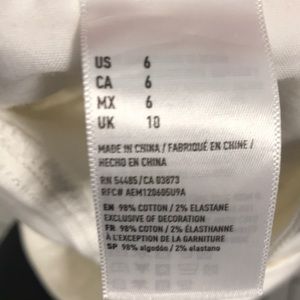 US 6
CA 6
MX 6
UK 10
MADE IN CHINA / FABRIQUÉ EN CHINE /
HECHO EN CHINA
RN 54485/CA 03873
RFC# AEM120605U9A
EN 98% COTTON / 2% ELASTANE
EXCLUSIVE OF DECORATION
FR 98% COTON / 2% ÉLASTHANNE
À L'EXCEPTION DE LA GARNITURE
SP 98% algodón / 2% elastano